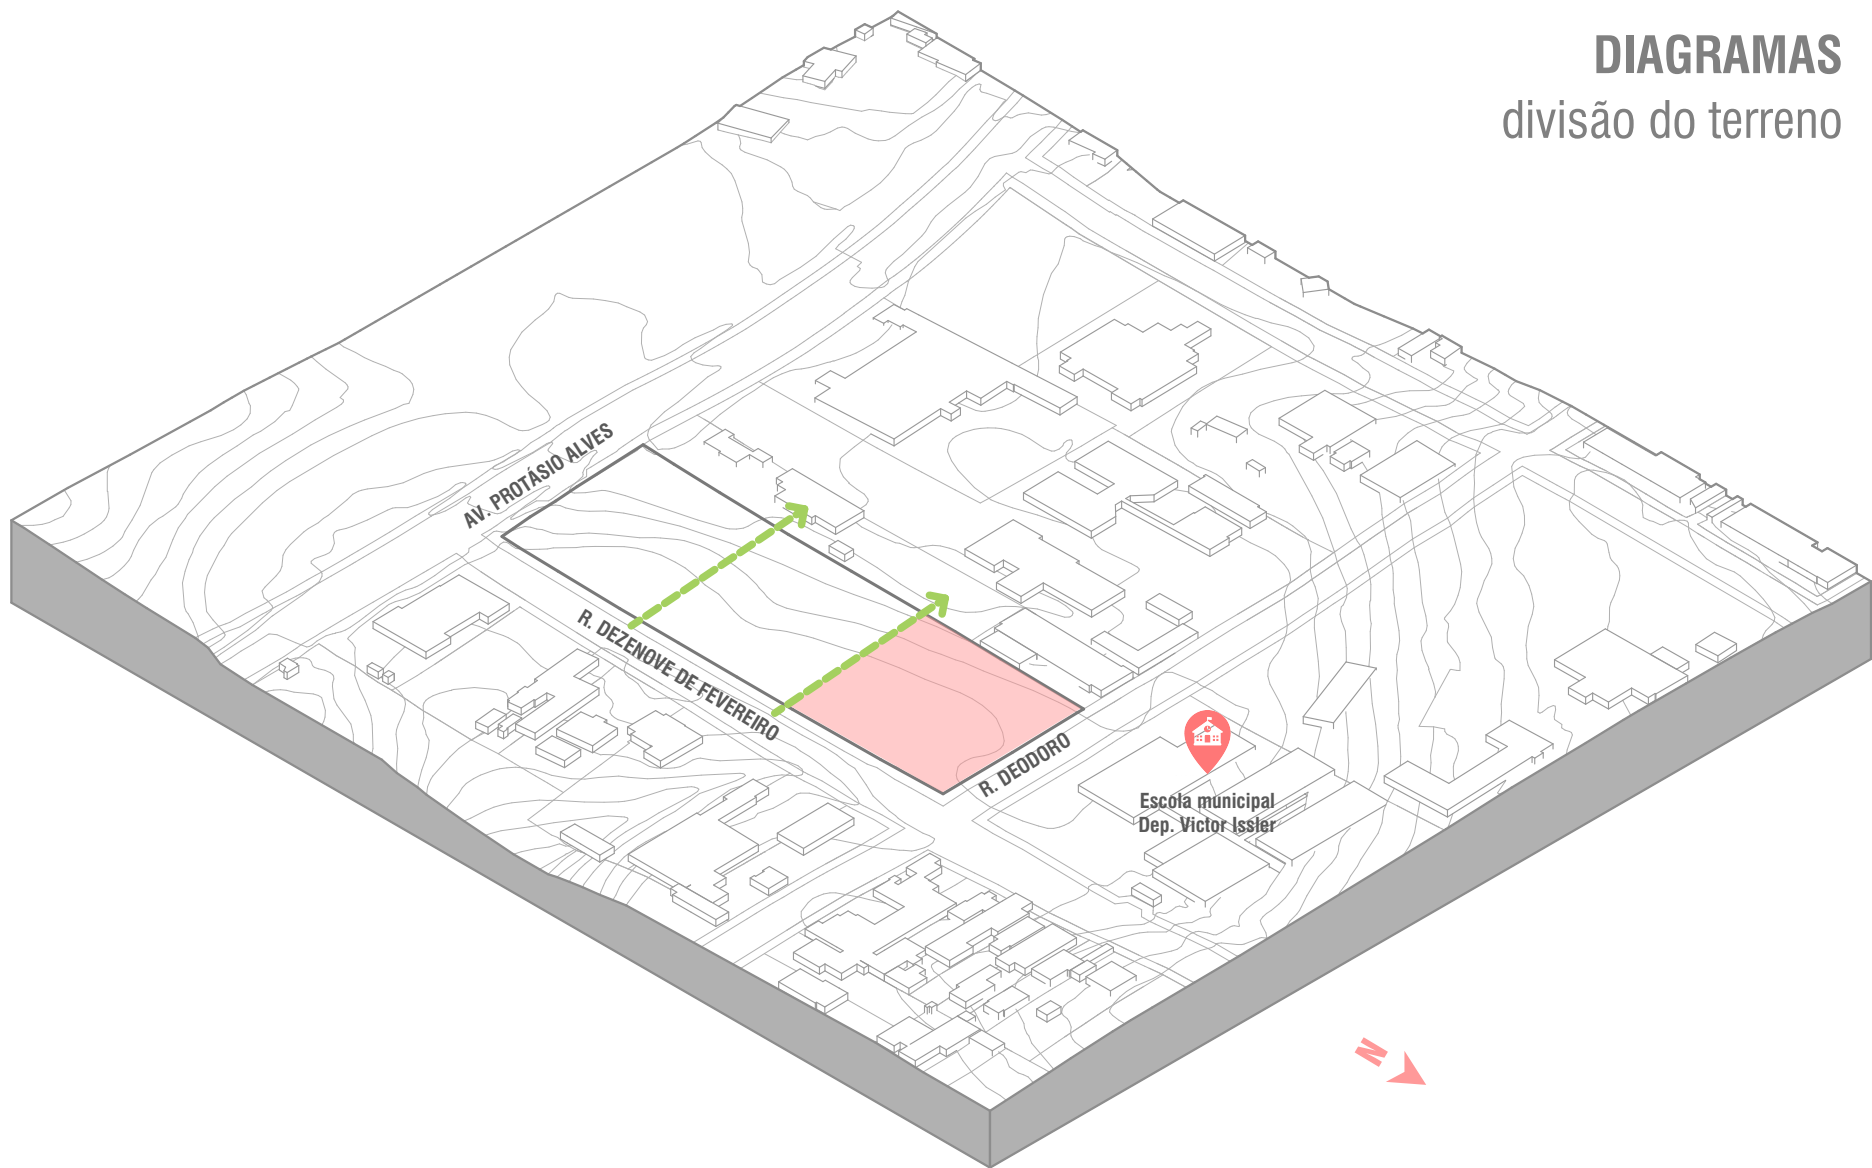 DIAGRAMAS
divisão do terreno
AV. PROTÁSIO ALVES
R. DEZENOVE DE FEVEREIRO
R. DEODORO
Escola municipal
Dep. Victor Issler
N